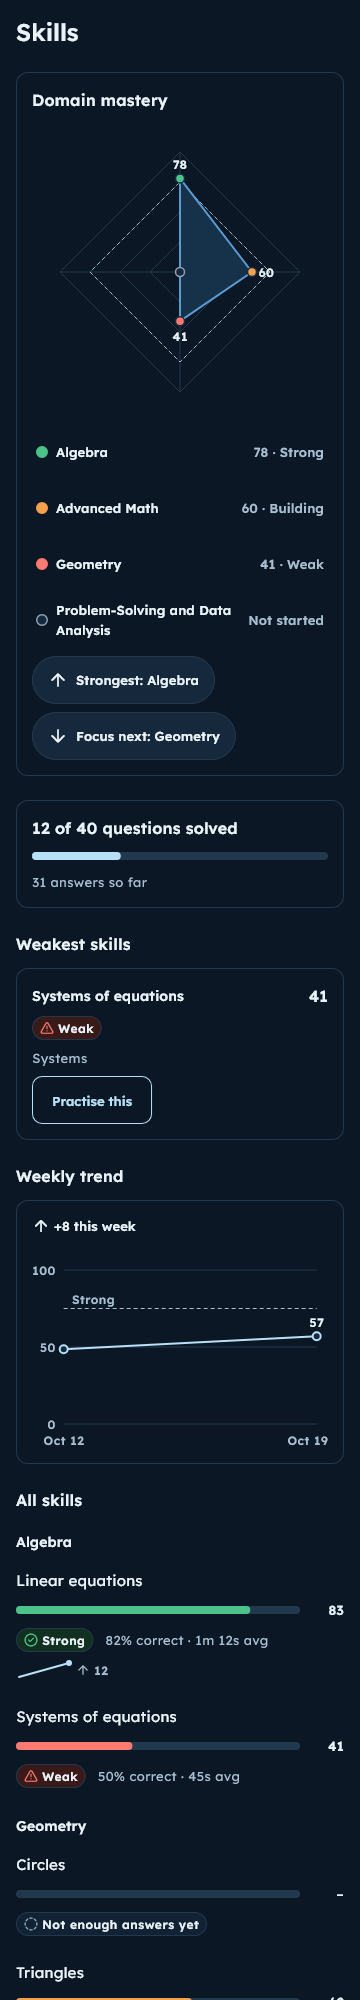 Skills
Domain mastery
78
60
41
Algebra 78 · Strong
Advanced Math 60 · Building
Geometry 41 · Weak
Problem-Solving and Data
Analysis
Not started
Strongest: Algebra
Focus next: Geometry
12 of 40 questions solved
31 answers so far
Weakest skills
Systems of equations 41
Weak
Systems
Practise this
Weekly trend
+8 this week
100
Strong
57
50
0
Oct 12 Oct 19
All skills
Algebra
Linear equations
83
Strong 82% correct · 1m 12s avg
12
Systems of equations
41
Weak 50% correct · 45s avg
Geometry
Circles
–
Not enough answers yet
Triangles